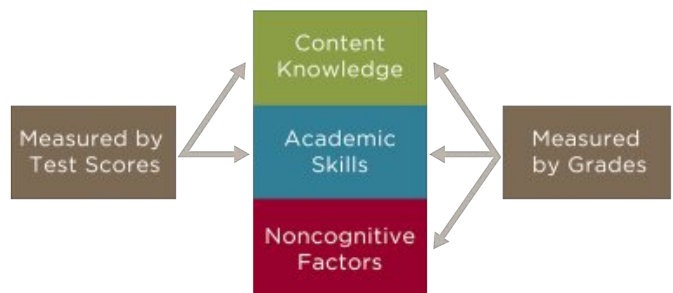 Content
Knowledge
Measured by
Test Scores
Academic
Skills
Measured
by Grades
Noncognitive
Factors